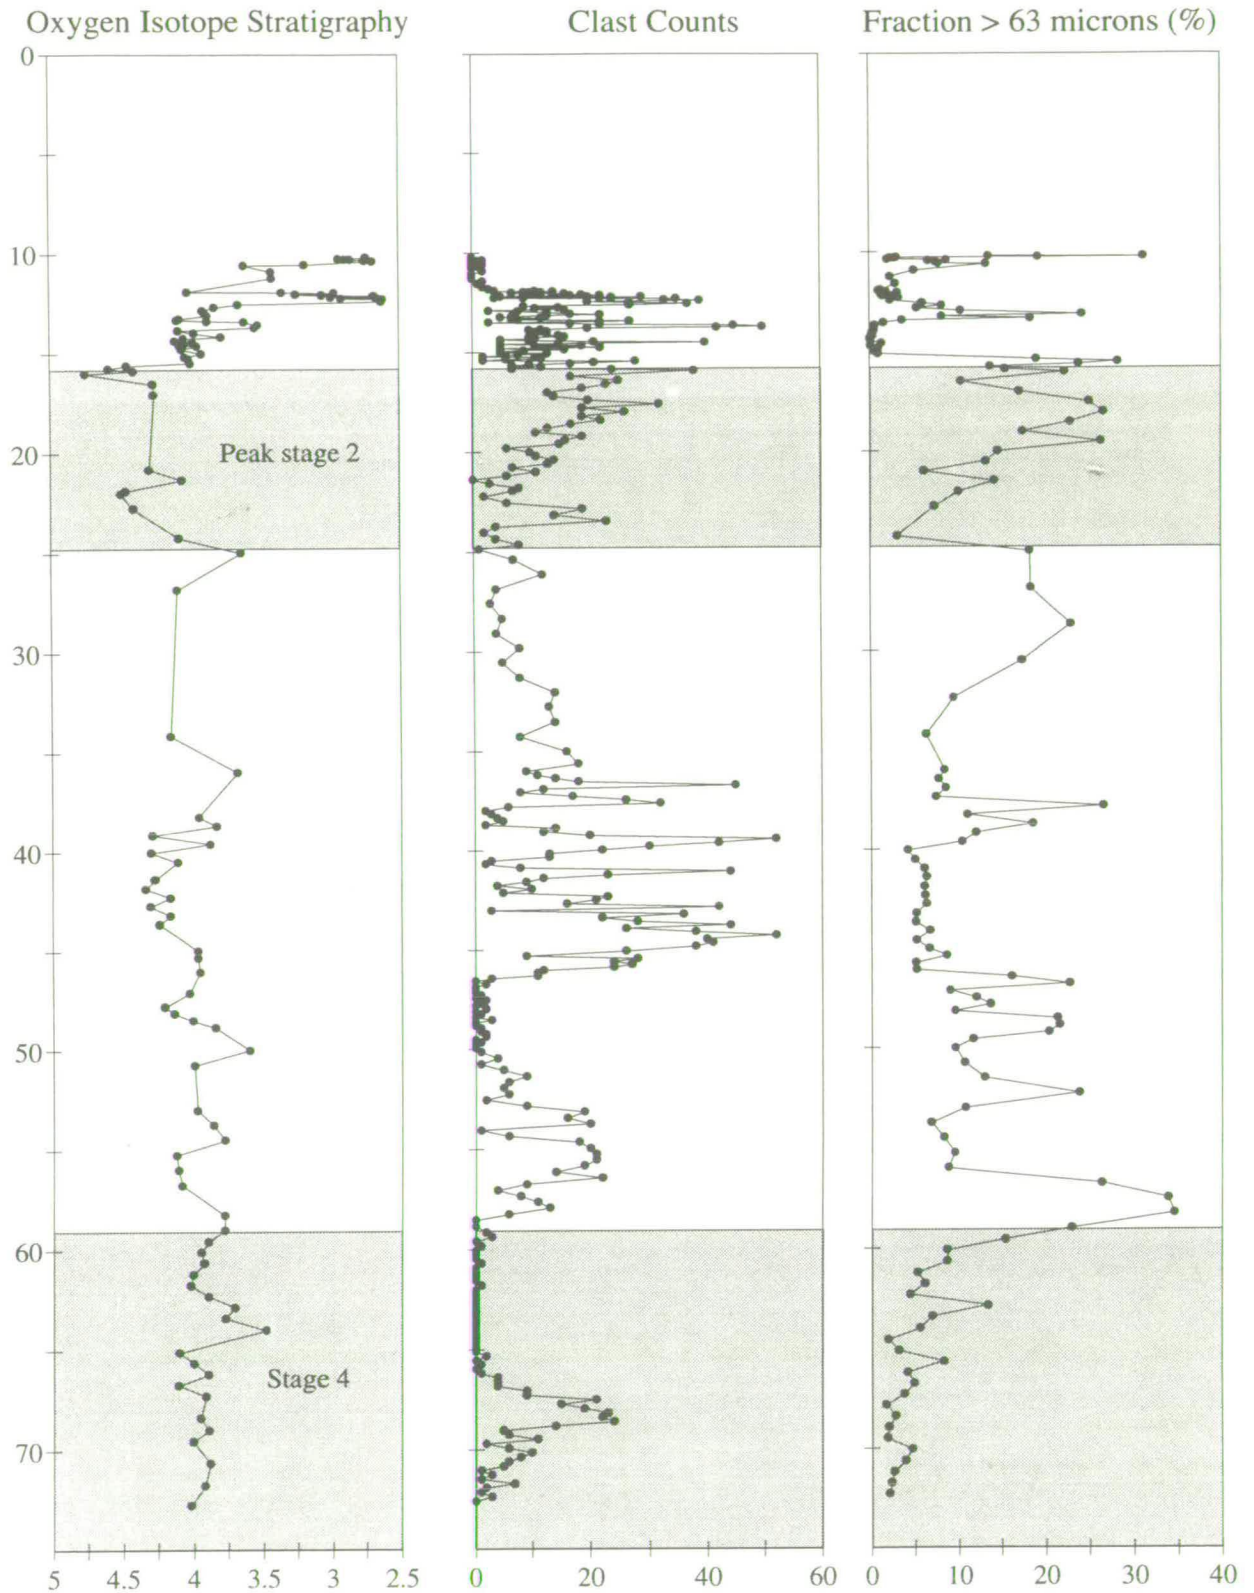 Oxygen Isotope Stratigraphy Clast Counts Fraction > 63 microns (%)
0
10
20
30
40
50
60
70
Peak stage 2
Stage 4
5 4.5 4 3.5 3 2.5 0 20 40 60 0 10 20 30 40